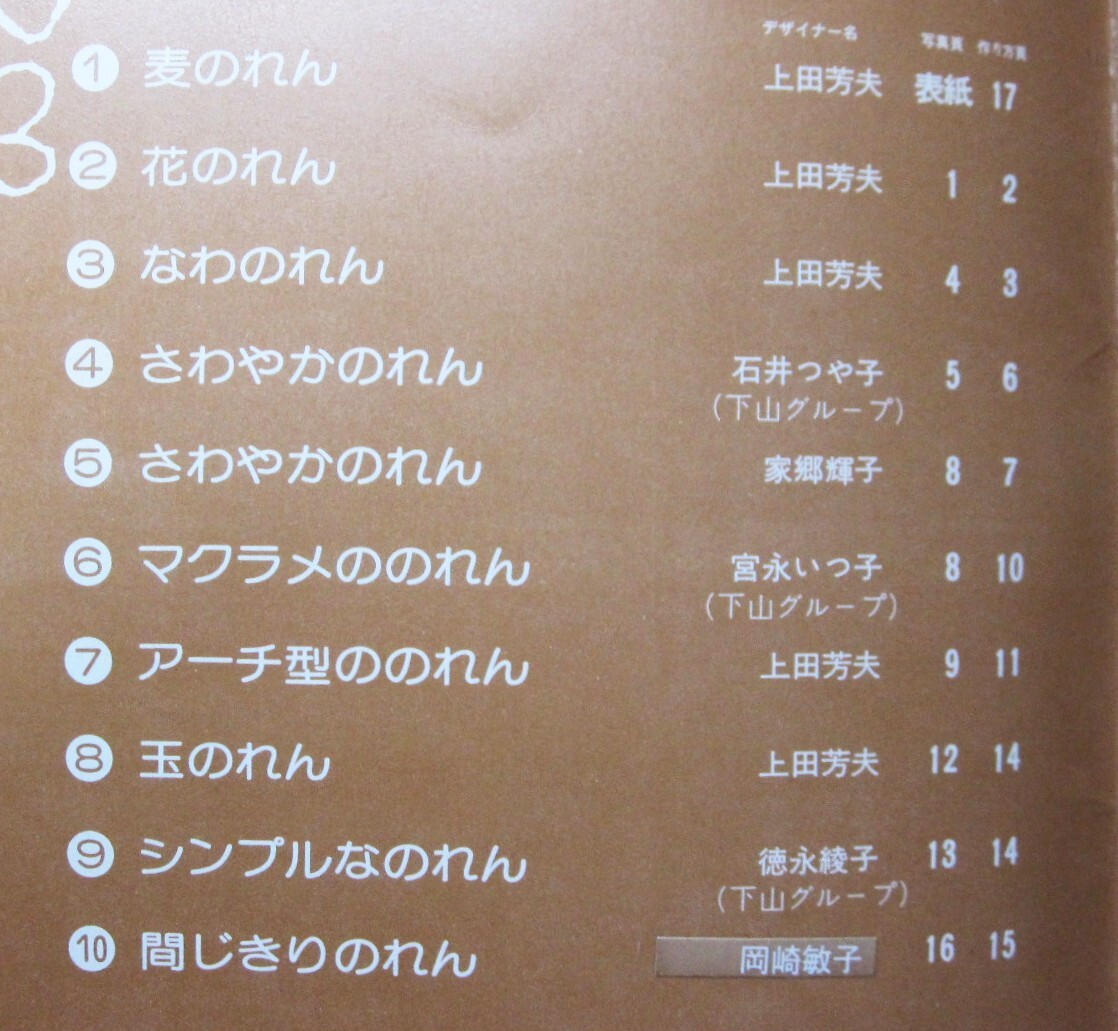 デザイナー名 写真頁 作り方頁
1 麦のれん 上田芳夫 表紙 17
2 花のれん 上田芳夫 1 2
3 なわのれん 上田芳夫 4 3
4 さわやかのれん 石井つや子 5 6
(下山グループ)
5 さわやかのれん 家郷輝子 8 7
6 マクラメののれん 宮永いつ子 8 10
(下山グループ)
7 アーチ型ののれん 上田芳夫 9 11
8 玉のれん 上田芳夫 12 14
9 シンプルなのれん 徳永綾子 13 14
(下山グループ)
10 間じきりのれん 岡崎敏子 16 15